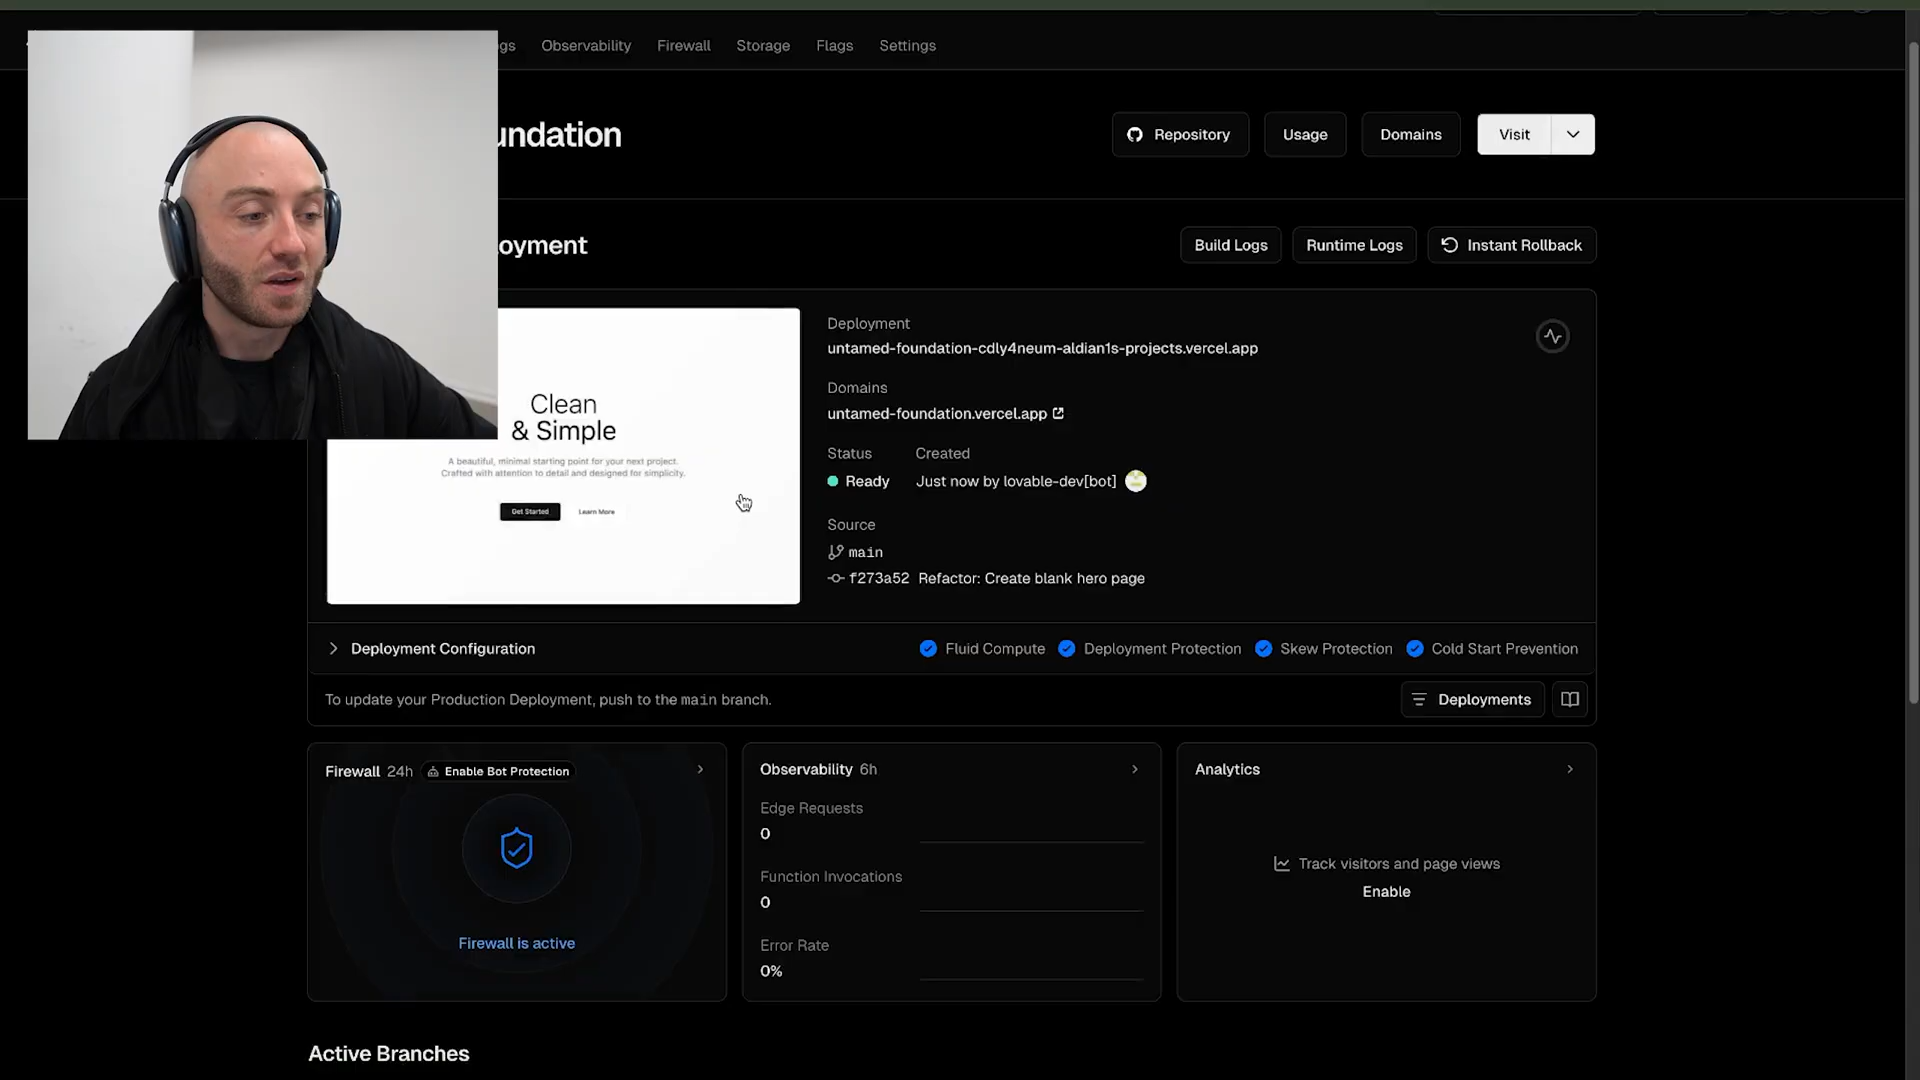 gs Observability Firewall Storage Flags Settings
undation
Repository Usage Domains Visit
oyment
Build Logs Runtime Logs Instant Rollback
Clean
& Simple
A beautiful, minimal starting point for your next project.
Crafted with attention to detail and designed for simplicity.
Get Started Learn More
Deployment
untamed-foundation-cdly4neum-aldian1s-projects.vercel.app
Domains
untamed-foundation.vercel.app
Status Created
Ready Just now by lovable-dev[bot]
Source
main
f273a52 Refactor: Create blank hero page
Deployment Configuration Fluid Compute Deployment Protection Skew Protection Cold Start Prevention
To update your Production Deployment, push to the main branch. Deployments
Firewall 24h Enable Bot Protection
Firewall is active
Observability 6h
Edge Requests
0
Function Invocations
0
Error Rate
0%
Analytics
Track visitors and page views
Enable
Active Branches